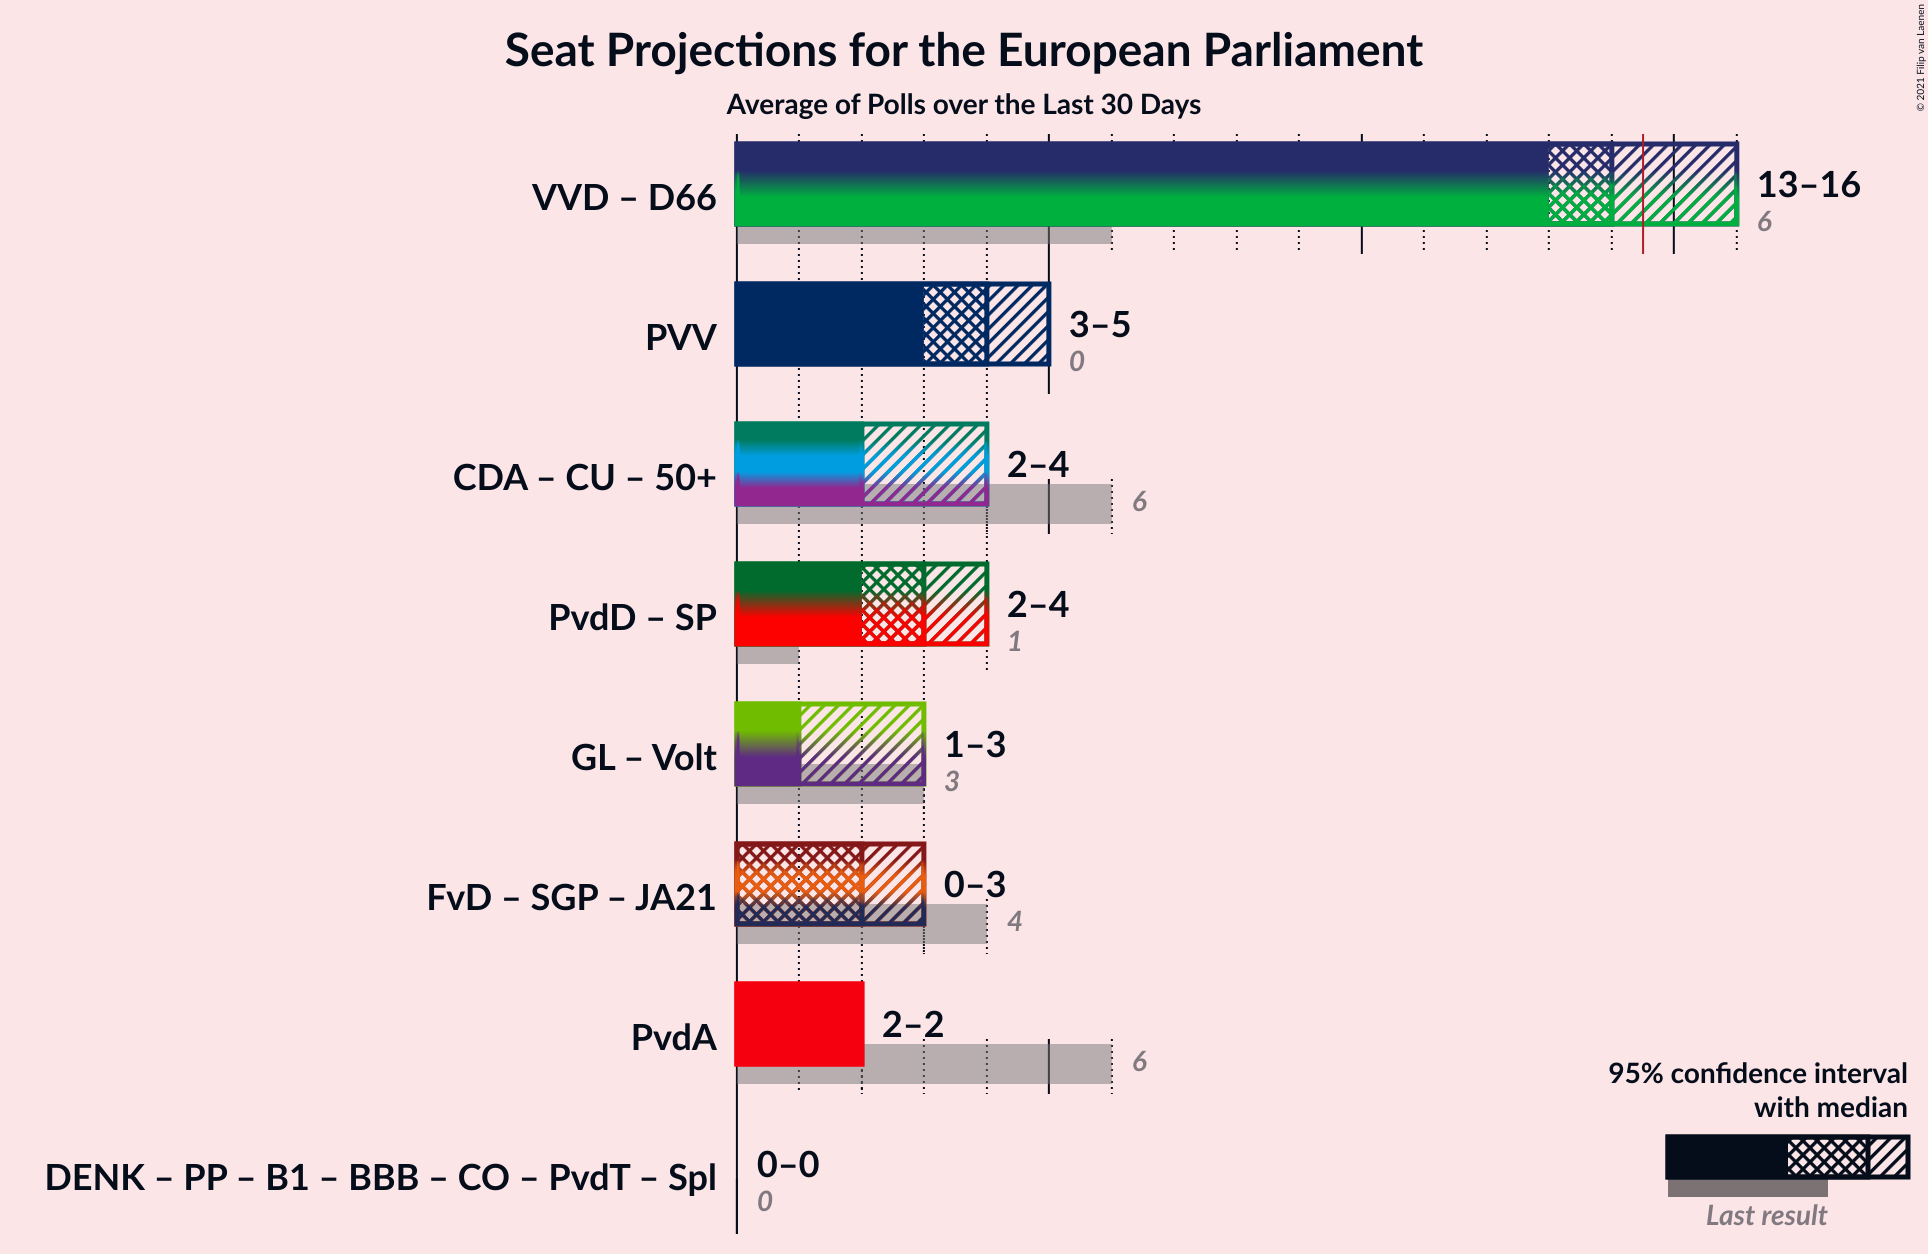 Seat Projections for the European Parliament
Average of Polls over the Last 30 Days
© 2021 Filip van Laenen
VVD – D66
13–16
6
PVV
3–5
0
CDA – CU – 50+
2–4
6
PvdD – SP
2–4
1
GL – Volt
1–3
3
FvD – SGP – JA21
0–3
4
PvdA
2–2
6
DENK – PP – B1 – BBB – CO – PvdT – Spl
0–0
0
95% confidence interval
with median
Last result